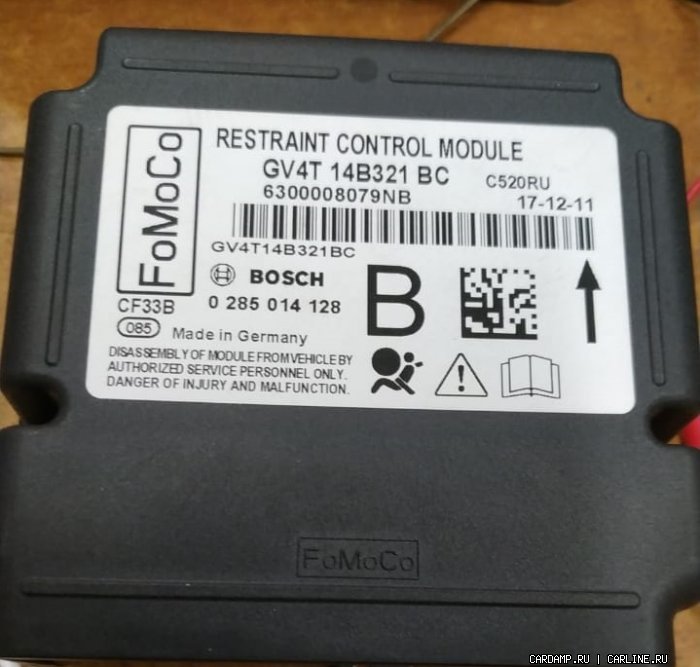 FoMoCo
RESTRAINT CONTROL MODULE
GV4T 14B321 BC
C520RU
6300008079NB
17-12-11
GV4T14B321BC
BOSCH
B
CF33B
0 285 014 128
085
Made in Germany
DISASSEMBLY OF MODULE FROM VEHICLE BY
AUTHORIZED SERVICE PERSONNEL ONLY.
DANGER OF INJURY AND MALFUNCTION.
FoMoCo
CARDAMP.RU | CARLINE.RU